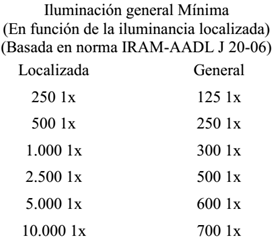 Iluminación general Mínima
(En función de la iluminancia localizada)
(Basada en norma IRAM-AADL J 20-06)
Localizada General
250 1x 125 1x
500 1x 250 1x
1.000 1x 300 1x
2.500 1x 500 1x
5.000 1x 600 1x
10.000 1x 700 1x